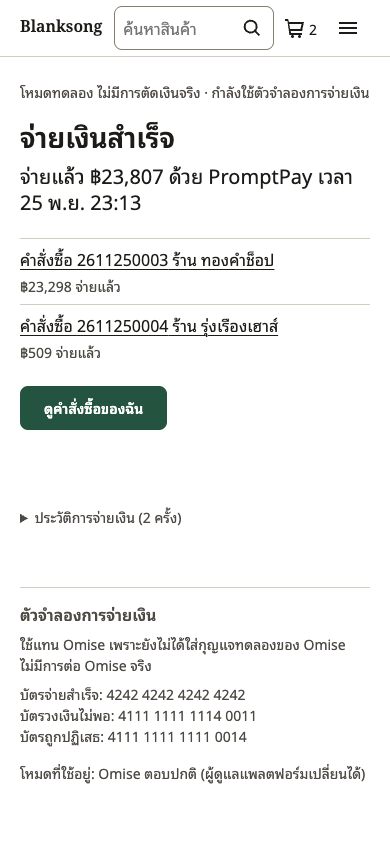 Blanksong
ค้นหาสินค้า
2
โหมดทดลอง ไม่มีการตัดเงินจริง · กำลังใช้ตัวจำลองการจ่ายเงิน
จ่ายเงินสำเร็จ
จ่ายแล้ว ฿23,807 ด้วย PromptPay เวลา
25 พ.ย. 23:13
คำสั่งซื้อ 2611250003 ร้าน ทองคำช็อป
฿23,298 จ่ายแล้ว
คำสั่งซื้อ 2611250004 ร้าน รุ่งเรืองเฮาส์
฿509 จ่ายแล้ว
ดูคำสั่งซื้อของฉัน
ประวัติการจ่ายเงิน (2 ครั้ง)
ตัวจำลองการจ่ายเงิน
ใช้แทน Omise เพราะยังไม่ได้ใส่กุญแจทดลองของ Omise
ไม่มีการต่อ Omise จริง
บัตรจ่ายสำเร็จ: 4242 4242 4242 4242
บัตรวงเงินไม่พอ: 4111 1111 1114 0011
บัตรถูกปฏิเสธ: 4111 1111 1111 0014
โหมดที่ใช้อยู่: Omise ตอบปกติ (ผู้ดูแลแพลตฟอร์มเปลี่ยนได้)